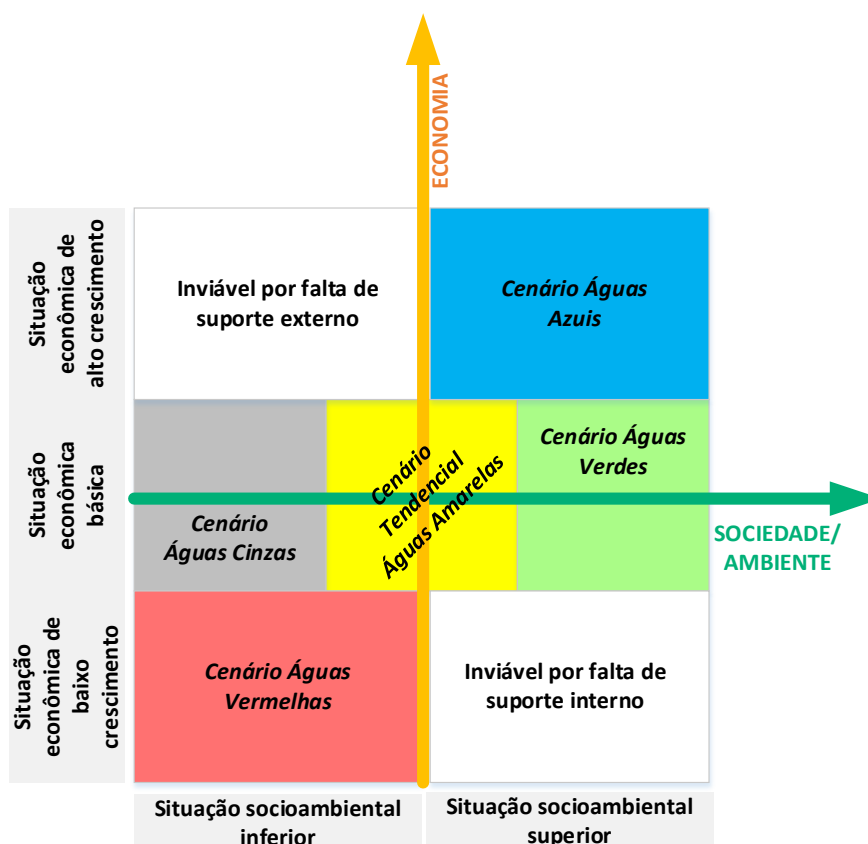 ECONOMIA
Situação
econômica de
alto crescimento
Inviável por falta de
suporte externo
Cenário Águas
Azuis
Situação
econômica
básica
Cenário
Águas Cinzas
Cenário
Tendencial
Águas Amarelas
Cenário Águas
Verdes
SOCIEDADE/
AMBIENTE
Situação
econômica de
baixo
crescimento
Cenário Águas
Vermelhas
Inviável por falta de
suporte interno
Situação socioambiental
inferior
Situação socioambiental
superior